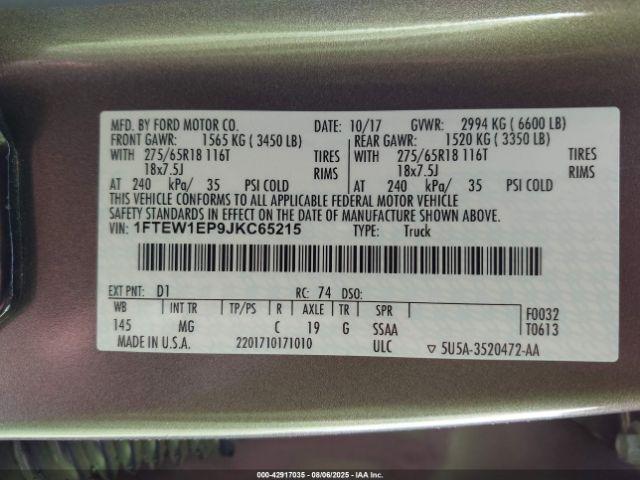 MFD. BY FORD MOTOR CO. DATE: 10/17 GVWR: 2994 KG ( 6600 LB)
FRONT GAWR: 1565 KG ( 3450 LB) REAR GAWR: 1520 KG ( 3350 LB)
WITH 275/65R18 116T TIRES WITH 275/65R18 116T TIRES
18x7.5J RIMS 18x7.5J RIMS
AT 240 kPa/ 35 PSI COLD AT 240 kPa/ 35 PSI COLD
THIS VEHICLE CONFORMS TO ALL APPLICABLE FEDERAL MOTOR VEHICLE
SAFETY STANDARDS IN EFFECT ON THE DATE OF MANUFACTURE SHOWN ABOVE.
VIN: 1FTEW1EP9JKC65215 TYPE: Truck
EXT PNT: D1 RC: 74 DSO:
WB INT TR TP/PS R AXLE TR SPR F0032
145 MG C 19 G SSAA T0613
MADE IN U.S.A. 2201710171010 ULC ▽ 5U5A-3520472-AA
000-42917035 - 08/06/2025 - IAA Inc.